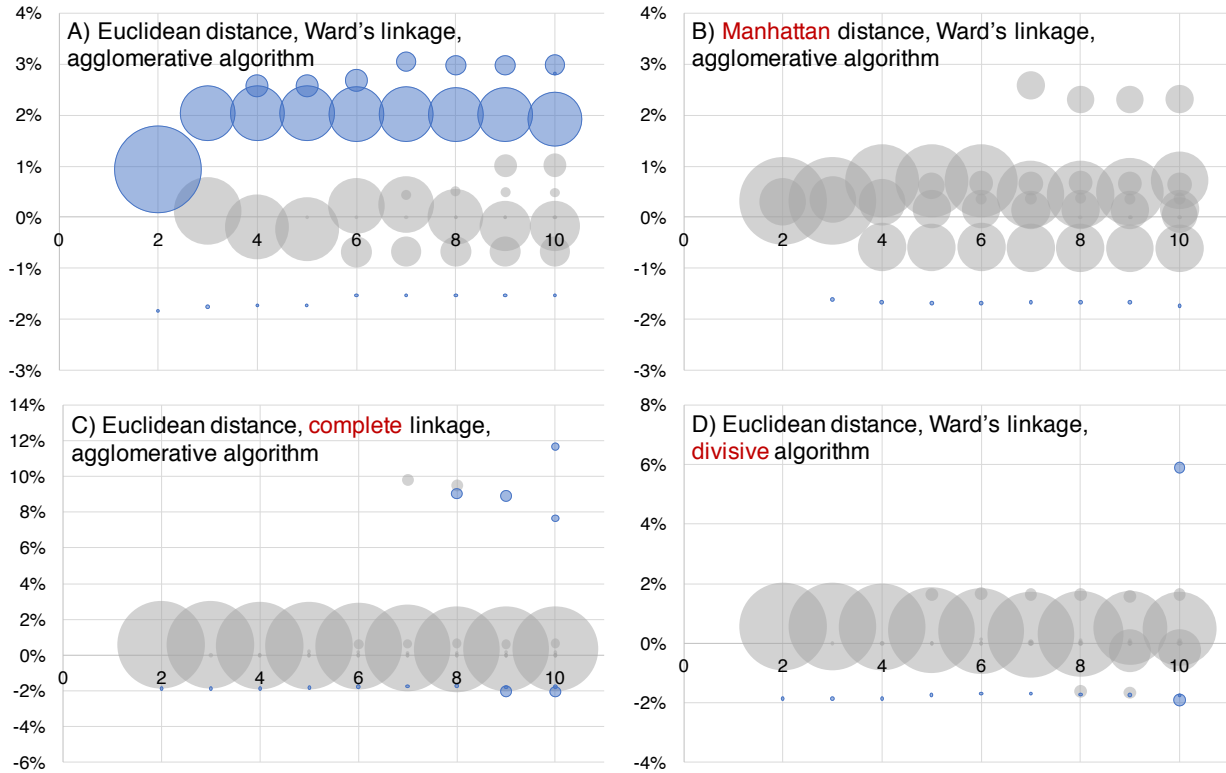 A) Euclidean distance, Ward's linkage,
agglomerative algorithm
4%
3%
2%
1%
0%
-1%
-2%
-3%
0 2 4 6 8 10
B) Manhattan distance, Ward's linkage,
agglomerative algorithm
4%
3%
2%
1%
0%
-1%
-2%
-3%
0 2 4 6 8 10
C) Euclidean distance, complete linkage,
agglomerative algorithm
14%
12%
10%
8%
6%
4%
2%
0%
-2%
-4%
-6%
0 2 4 6 8 10
D) Euclidean distance, Ward's linkage,
divisive algorithm
8%
6%
4%
2%
0%
-2%
-4%
0 2 4 6 8 10